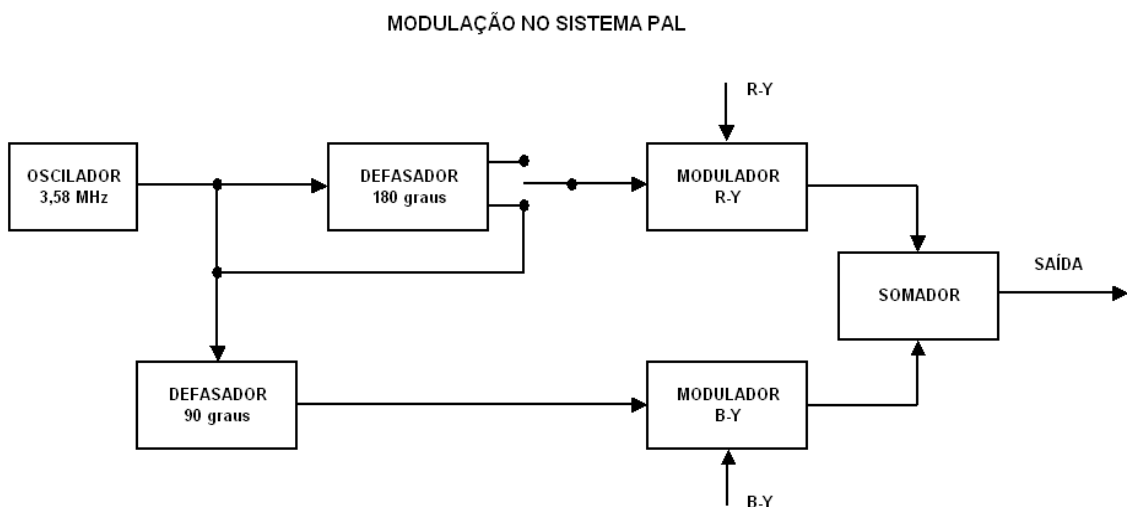 MODULAÇÃO NO SISTEMA PAL
R-Y
OSCILADOR
3,58 MHz
DEFASADOR
180 graus
MODULADOR
R-Y
SAÍDA
SOMADOR
DEFASADOR
90 graus
MODULADOR
B-Y
B-Y